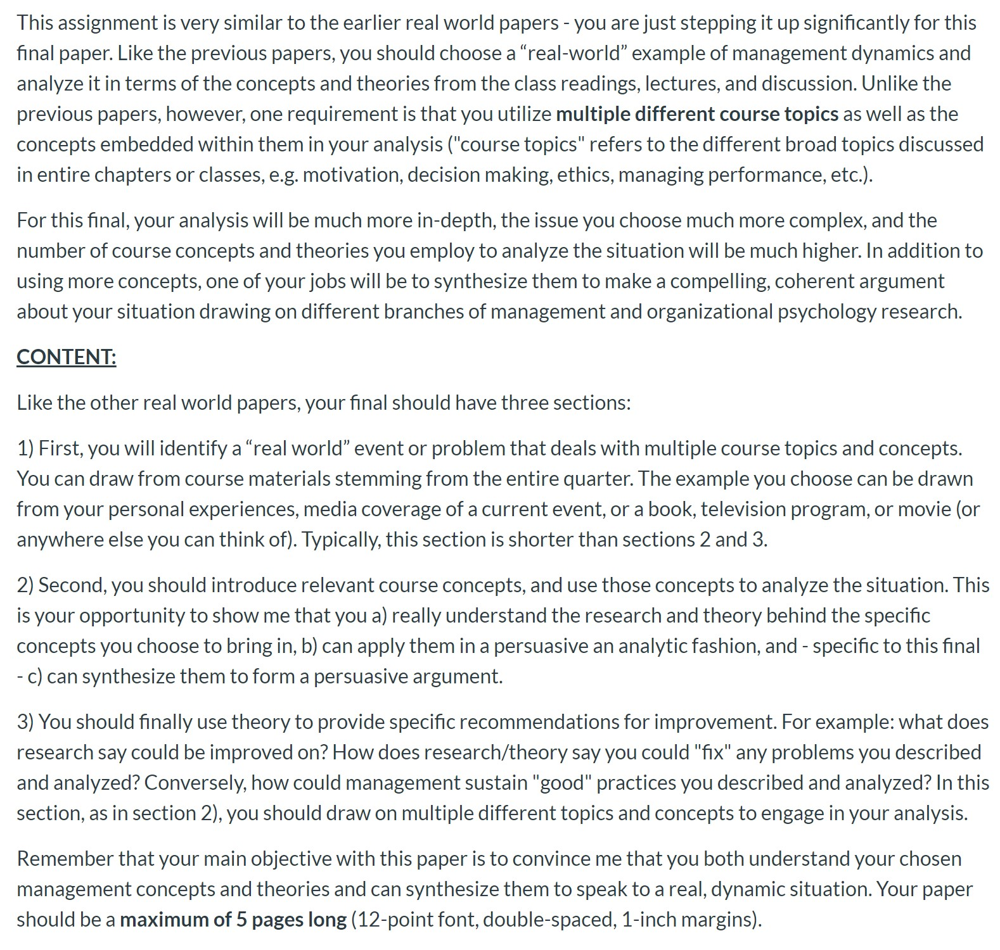 This assignment is very similar to the earlier real world papers - you are just stepping it up significantly for this
final paper. Like the previous papers, you should choose a “real-world” example of management dynamics and
analyze it in terms of the concepts and theories from the class readings, lectures, and discussion. Unlike the
previous papers, however, one requirement is that you utilize multiple different course topics as well as the
concepts embedded within them in your analysis ("course topics" refers to the different broad topics discussed
in entire chapters or classes, e.g. motivation, decision making, ethics, managing performance, etc.).
For this final, your analysis will be much more in-depth, the issue you choose much more complex, and the
number of course concepts and theories you employ to analyze the situation will be much higher. In addition to
using more concepts, one of your jobs will be to synthesize them to make a compelling, coherent argument
about your situation drawing on different branches of management and organizational psychology research.
CONTENT:
Like the other real world papers, your final should have three sections:
1) First, you will identify a “real world” event or problem that deals with multiple course topics and concepts.
You can draw from course materials stemming from the entire quarter. The example you choose can be drawn
from your personal experiences, media coverage of a current event, or a book, television program, or movie (or
anywhere else you can think of). Typically, this section is shorter than sections 2 and 3.
2) Second, you should introduce relevant course concepts, and use those concepts to analyze the situation. This
is your opportunity to show me that you a) really understand the research and theory behind the specific
concepts you choose to bring in, b) can apply them in a persuasive an analytic fashion, and - specific to this final
- c) can synthesize them to form a persuasive argument.
3) You should finally use theory to provide specific recommendations for improvement. For example: what does
research say could be improved on? How does research/theory say you could "fix" any problems you described
and analyzed? Conversely, how could management sustain "good" practices you described and analyzed? In this
section, as in section 2), you should draw on multiple different topics and concepts to engage in your analysis.
Remember that your main objective with this paper is to convince me that you both understand your chosen
management concepts and theories and can synthesize them to speak to a real, dynamic situation. Your paper
should be a maximum of 5 pages long (12-point font, double-spaced, 1-inch margins).